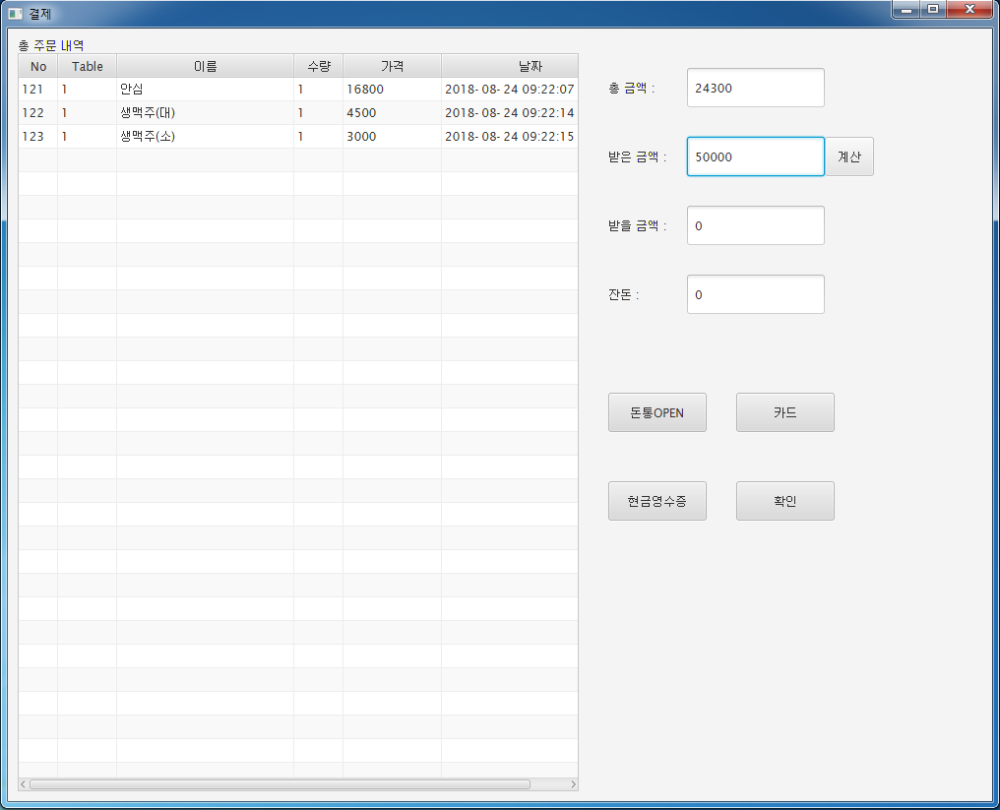 결제
총 주문 내역
No Table 이름 수량 가격 날짜
121 1 안심 1 16800 2018-08-24 09:22:07
122 1 생맥주(대) 1 4500 2018-08-24 09:22:14
123 1 생맥주(소) 1 3000 2018-08-24 09:22:15
총 금액 : 24300
받은 금액 : 50000 계산
받을 금액 : 0
잔돈 : 0
돈통OPEN 카드
현금영수증 확인